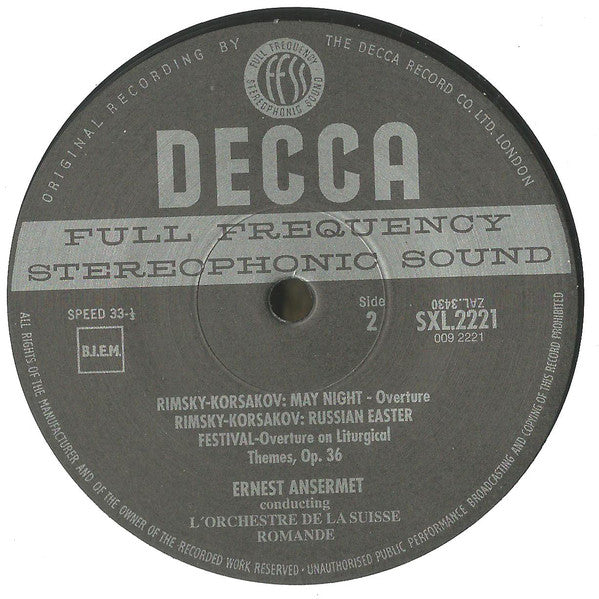 ORIGINAL RECORDING BY
THE DECCA RECORD CO. LTD. LONDON
FULL FREQUENCY
ffss
STEREOPHONIC SOUND
DECCA
FULL FREQUENCY
STEREOPHONIC SOUND
SPEED 33-⅓
B.I.E.M.
Side
2
ZAL.3430
SXL.2221
009 2221
RIMSKY-KORSAKOV: MAY NIGHT - Overture
RIMSKY-KORSAKOV: RUSSIAN EASTER
FESTIVAL-Overture on Liturgical
Themes, Op. 36
ERNEST ANSERMET
conducting
L'ORCHESTRE DE LA SUISSE
ROMANDE
ALL RIGHTS OF THE MANUFACTURER AND OF THE OWNER OF THE RECORDED WORK RESERVED · UNAUTHORISED PUBLIC PERFORMANCE BROADCASTING AND COPYING OF THIS RECORD PROHIBITED